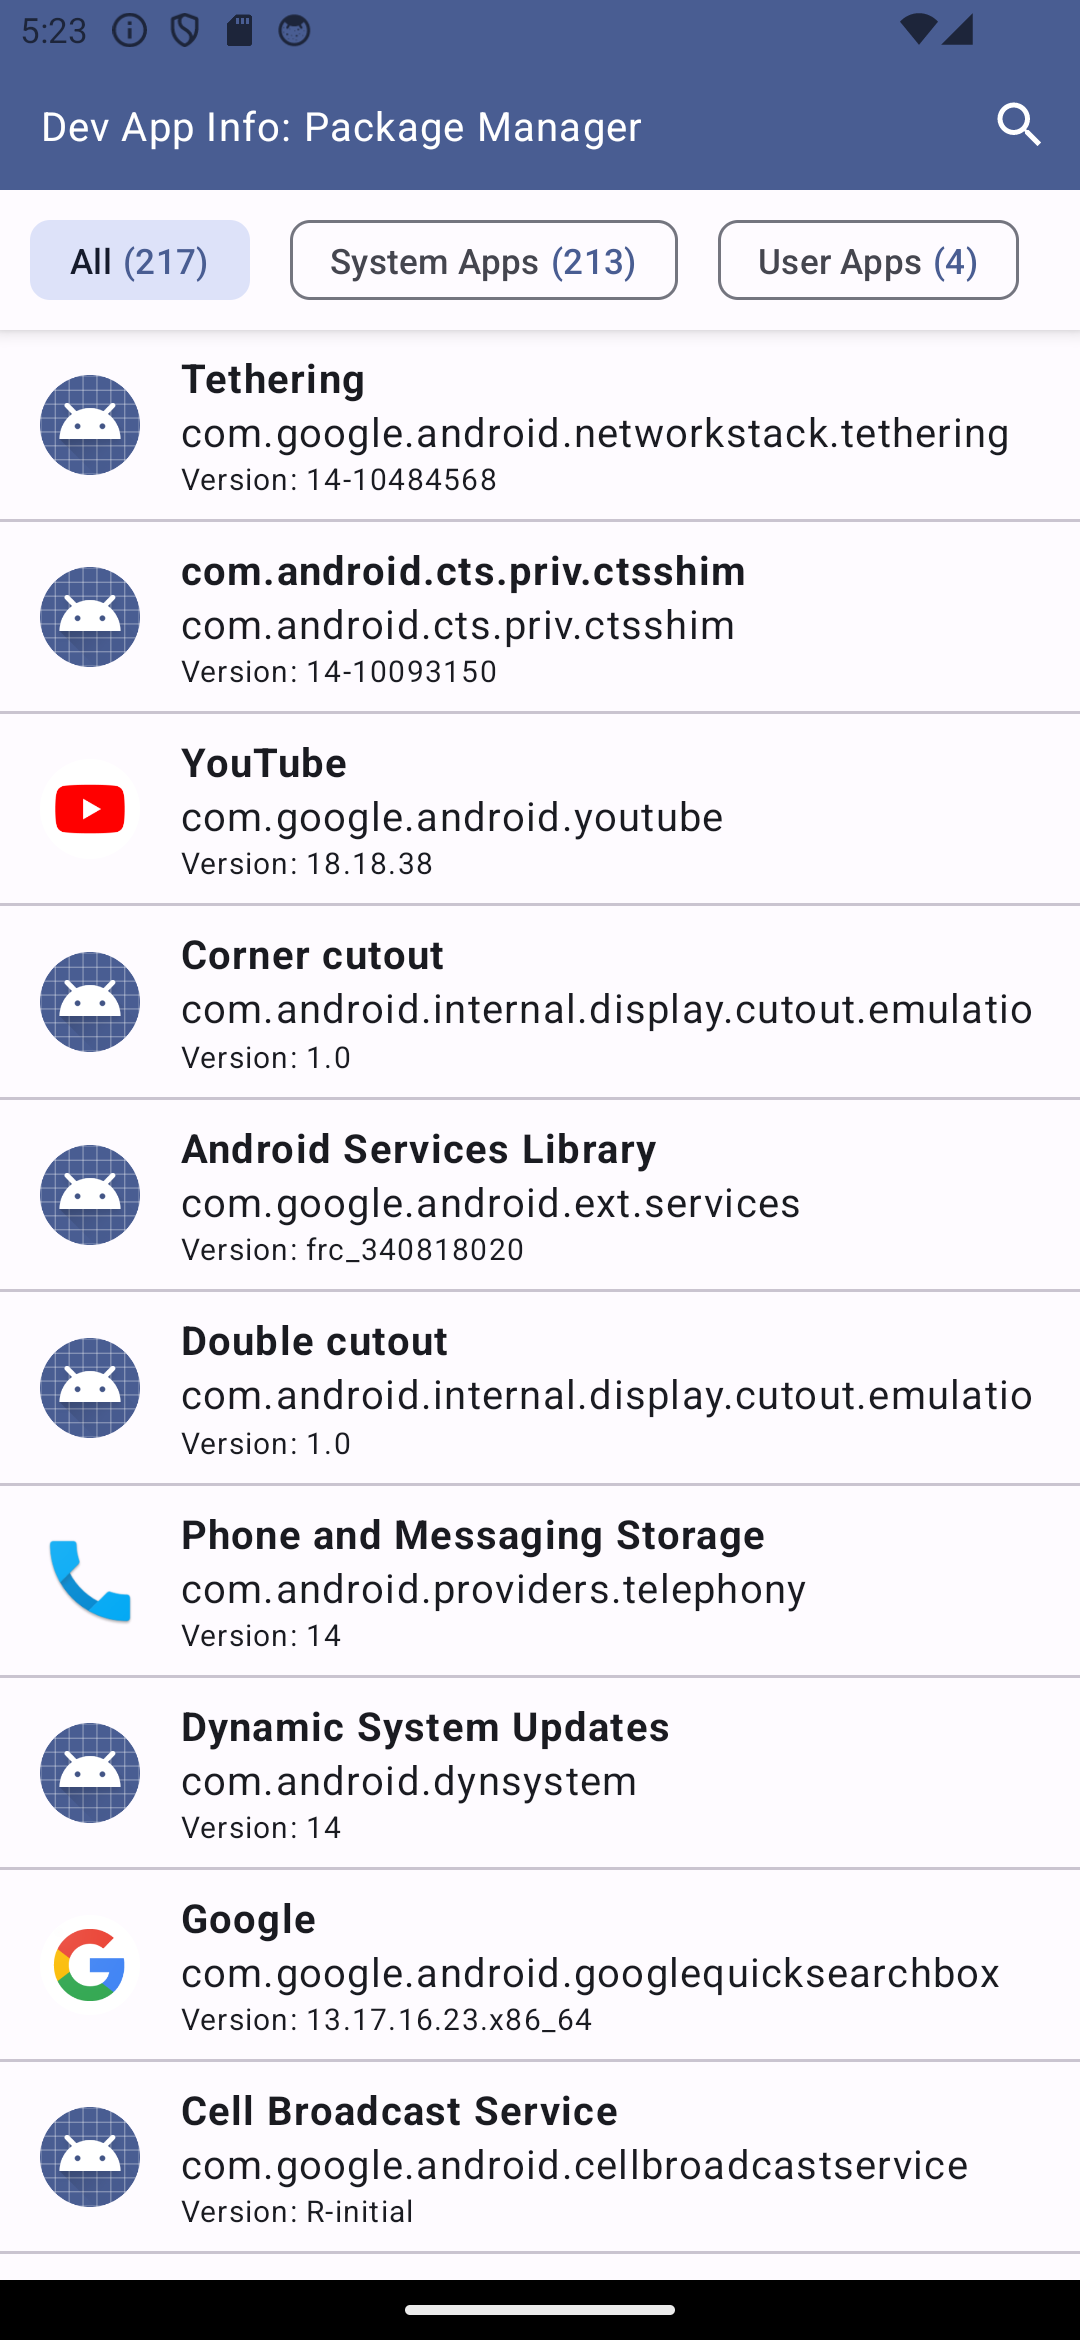 5:23
Dev App Info: Package Manager
All (217)
System Apps (213)
User Apps (4)
Tethering
com.google.android.networkstack.tethering
Version: 14-10484568
com.android.cts.priv.ctsshim
com.android.cts.priv.ctsshim
Version: 14-10093150
YouTube
com.google.android.youtube
Version: 18.18.38
Corner cutout
com.android.internal.display.cutout.emulatio
Version: 1.0
Android Services Library
com.google.android.ext.services
Version: frc_340818020
Double cutout
com.android.internal.display.cutout.emulatio
Version: 1.0
Phone and Messaging Storage
com.android.providers.telephony
Version: 14
Dynamic System Updates
com.android.dynsystem
Version: 14
Google
com.google.android.googlequicksearchbox
Version: 13.17.16.23.x86_64
Cell Broadcast Service
com.google.android.cellbroadcastservice
Version: R-initial